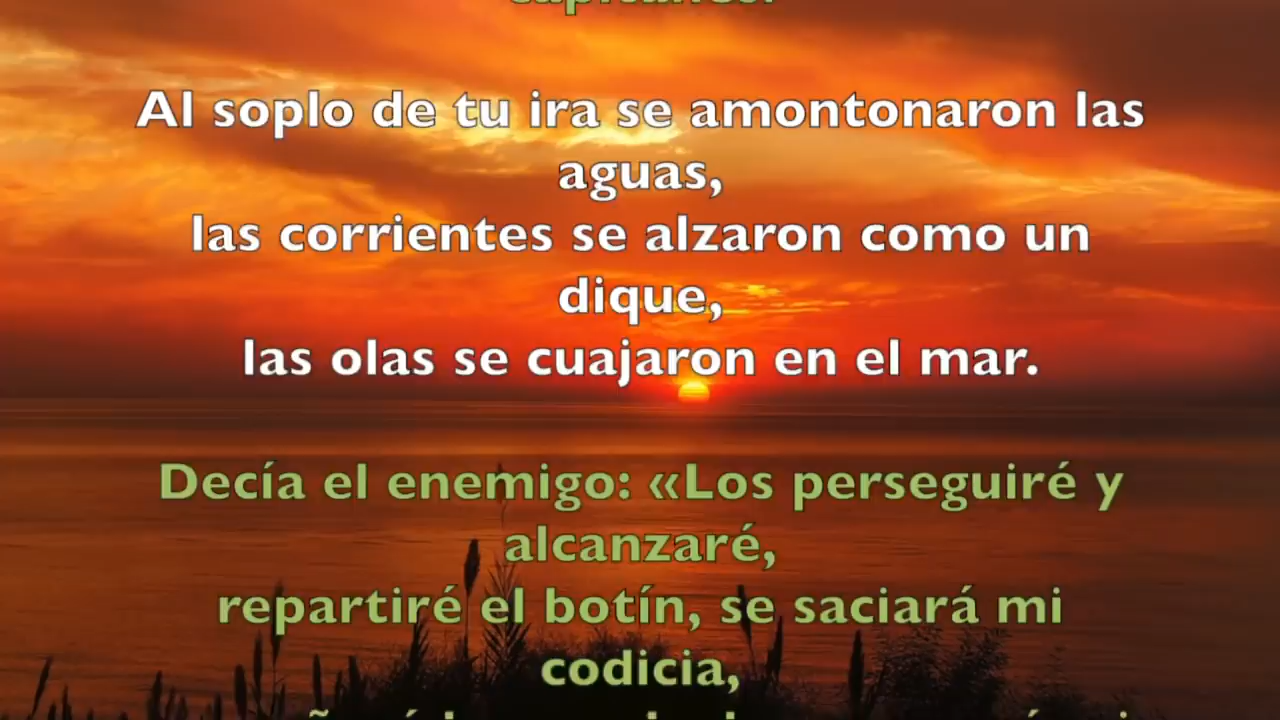 Al soplo de tu ira se amontonaron las
aguas,
las corrientes se alzaron como un
dique,
las olas se cuajaron en el mar.
Decía el enemigo: «Los perseguiré y
alcanzaré,
repartiré el botín, se saciará mi
codicia,